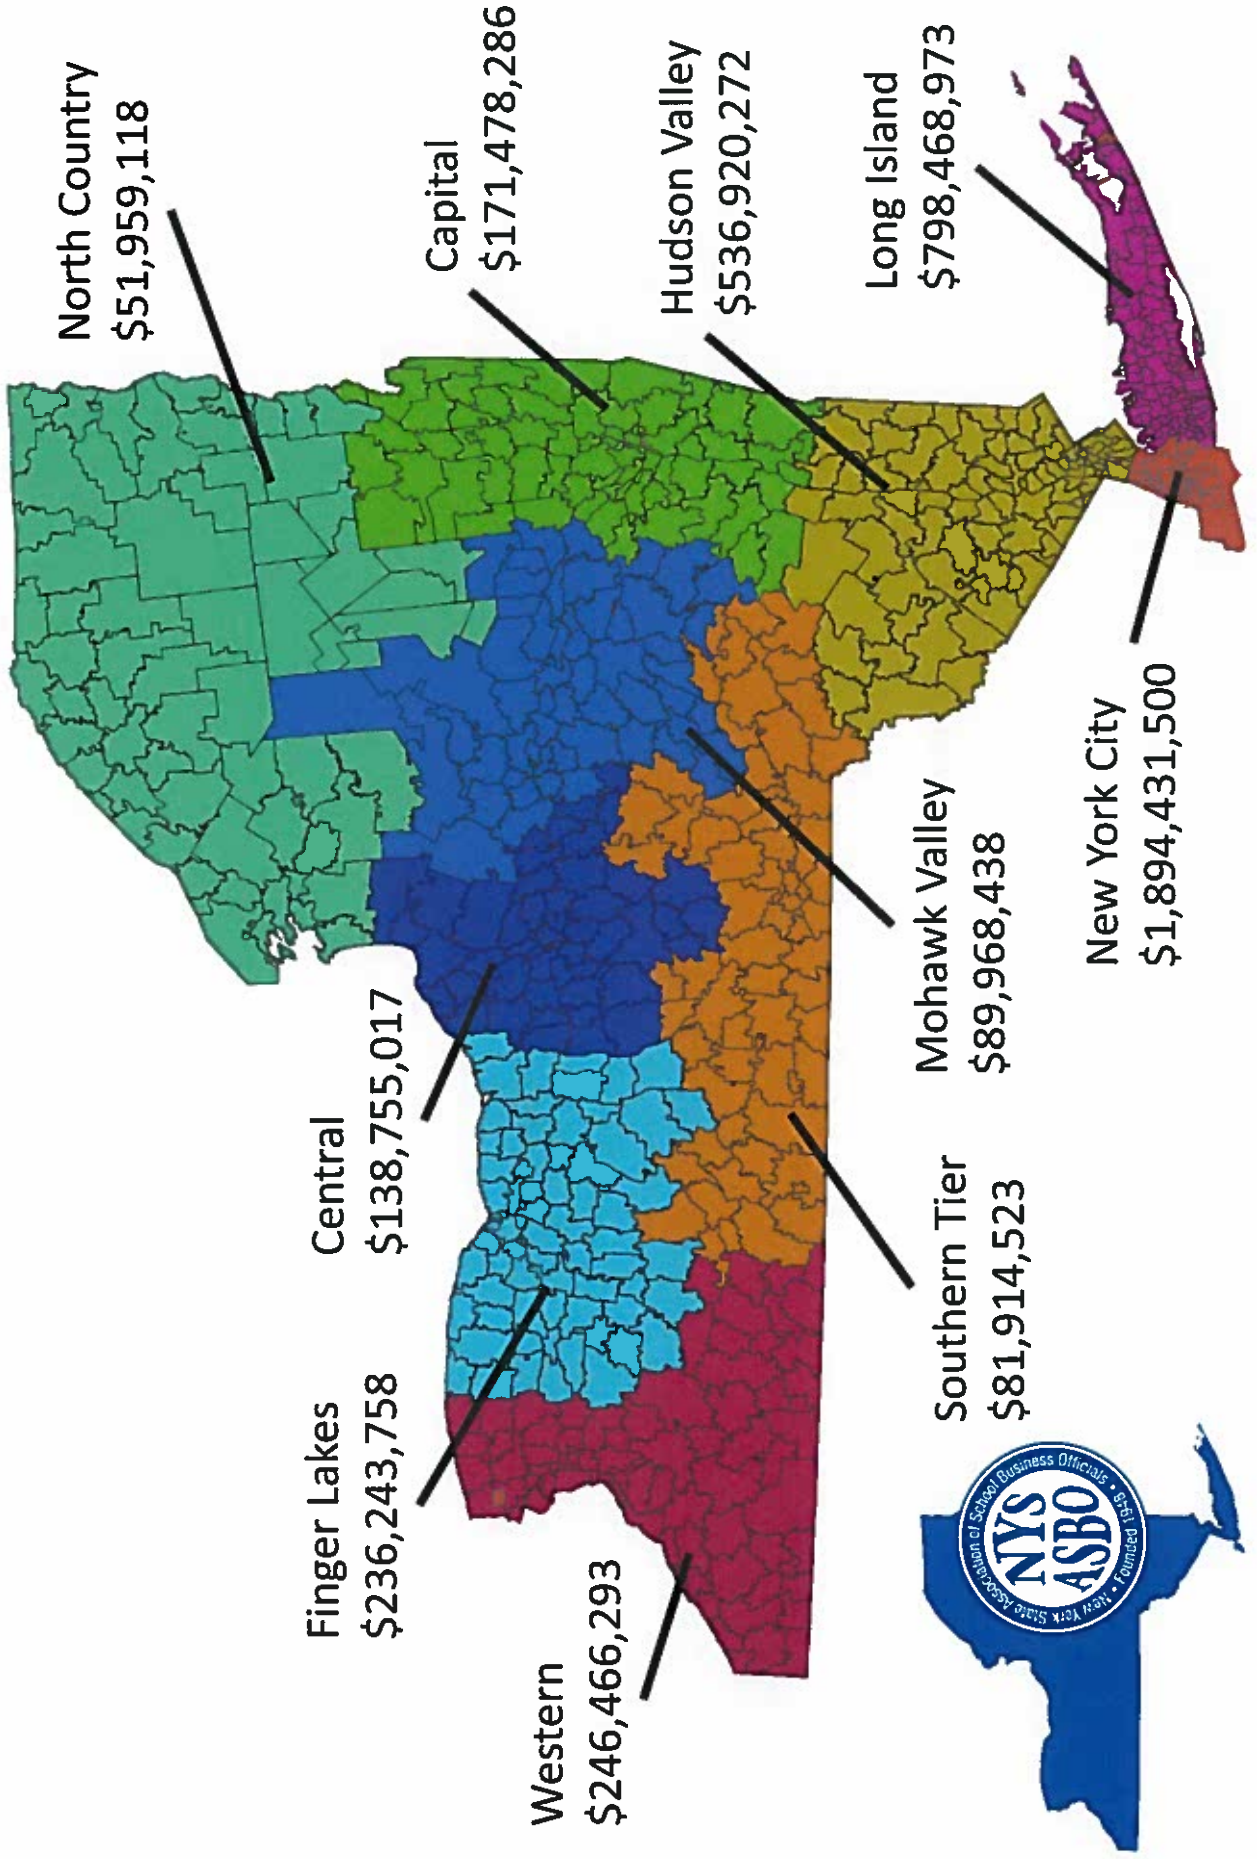 North Country
$51,959,118
Capital
$171,478,286
Hudson Valley
$536,920,272
Long Island
$798,468,973
Central
$138,755,017
Finger Lakes
$236,243,758
Western
$246,466,293
Southern Tier
$81,914,523
Mohawk Valley
$89,968,438
New York City
$1,894,431,500
New York State Association of School Business Officials • Founded 1948 •
NYS
ASBO